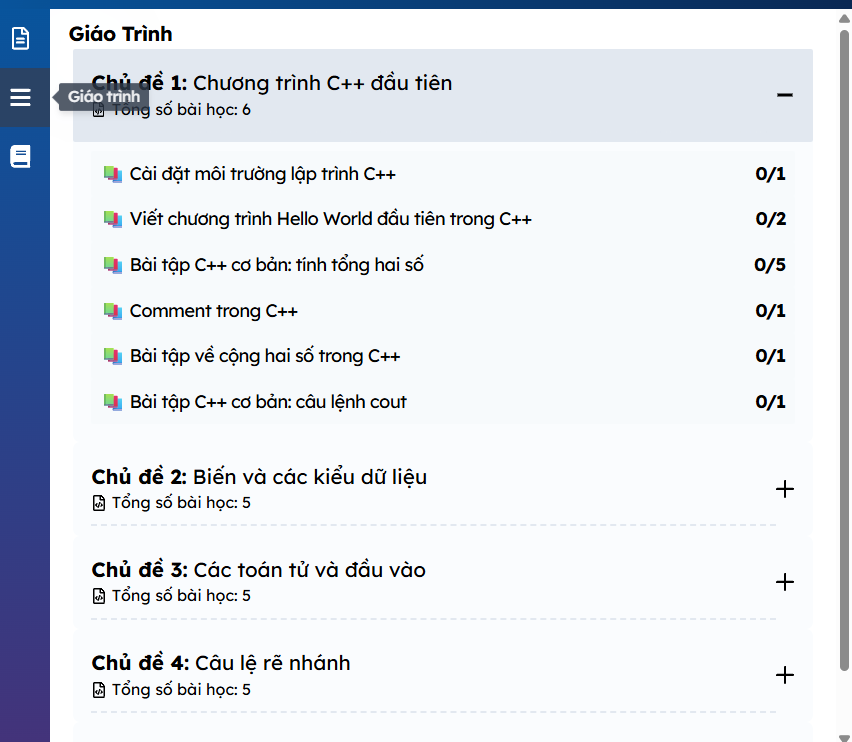 Giáo Trình
Chủ đề 1: Chương trình C++ đầu tiên
Giáo trình
Tổng số bài học: 6
Cài đặt môi trường lập trình C++ 0/1
Viết chương trình Hello World đầu tiên trong C++ 0/2
Bài tập C++ cơ bản: tính tổng hai số 0/5
Comment trong C++ 0/1
Bài tập về cộng hai số trong C++ 0/1
Bài tập C++ cơ bản: câu lệnh cout 0/1
Chủ đề 2: Biến và các kiểu dữ liệu
Tổng số bài học: 5
Chủ đề 3: Các toán tử và đầu vào
Tổng số bài học: 5
Chủ đề 4: Câu lệ rẽ nhánh
Tổng số bài học: 5